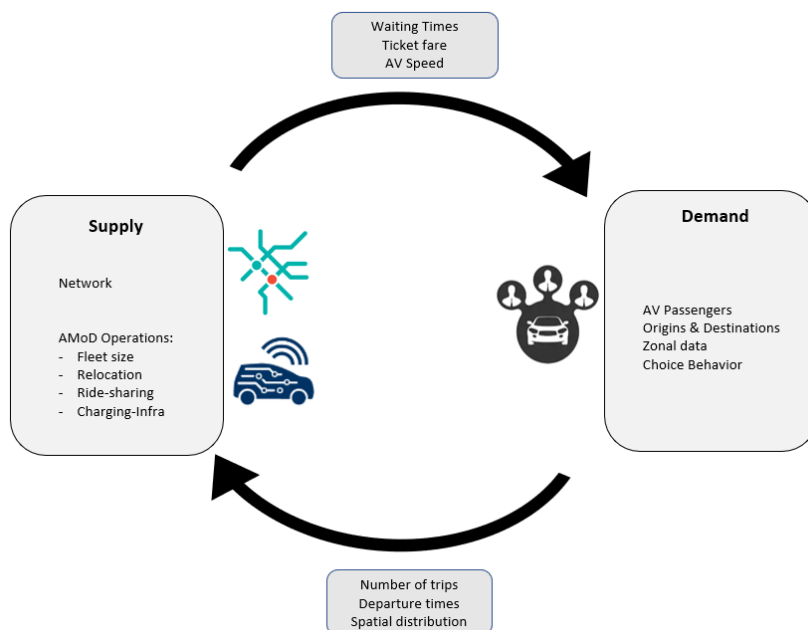 Waiting Times
Ticket fare
AV Speed
Supply
Network
AMoD Operations:
- Fleet size
- Relocation
- Ride-sharing
- Charging-Infra
Demand
AV Passengers
Origins & Destinations
Zonal data
Choice Behavior
Number of trips
Departure times
Spatial distribution